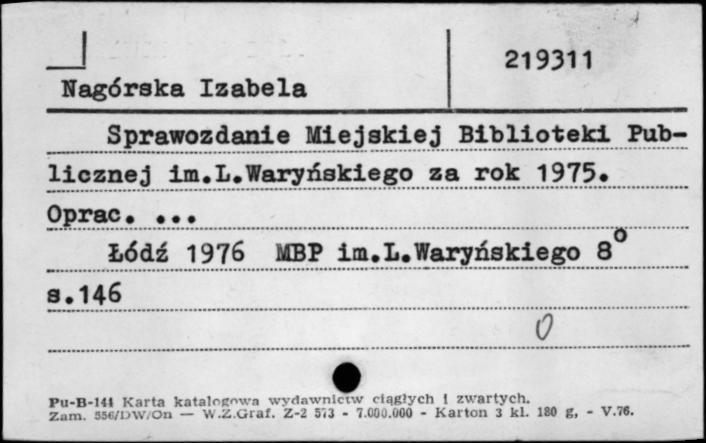 219311
Nagórska Izabela
Sprawozdanie Miejskiej Biblioteki Pub-
licznej im.L.Waryńskiego za rok 1975.
Oprac. ...
Łódź 1976 MBP im.L.Waryńskiego 8°
s.146
0
Pu-B-144 Karta katalogowa wydawnictw ciągłych i zwartych.
Zam. 556/DW/On — W.Z.Graf. Z-2 573 - 7.000.000 - Karton 3 kl. 180 g, - V.76.